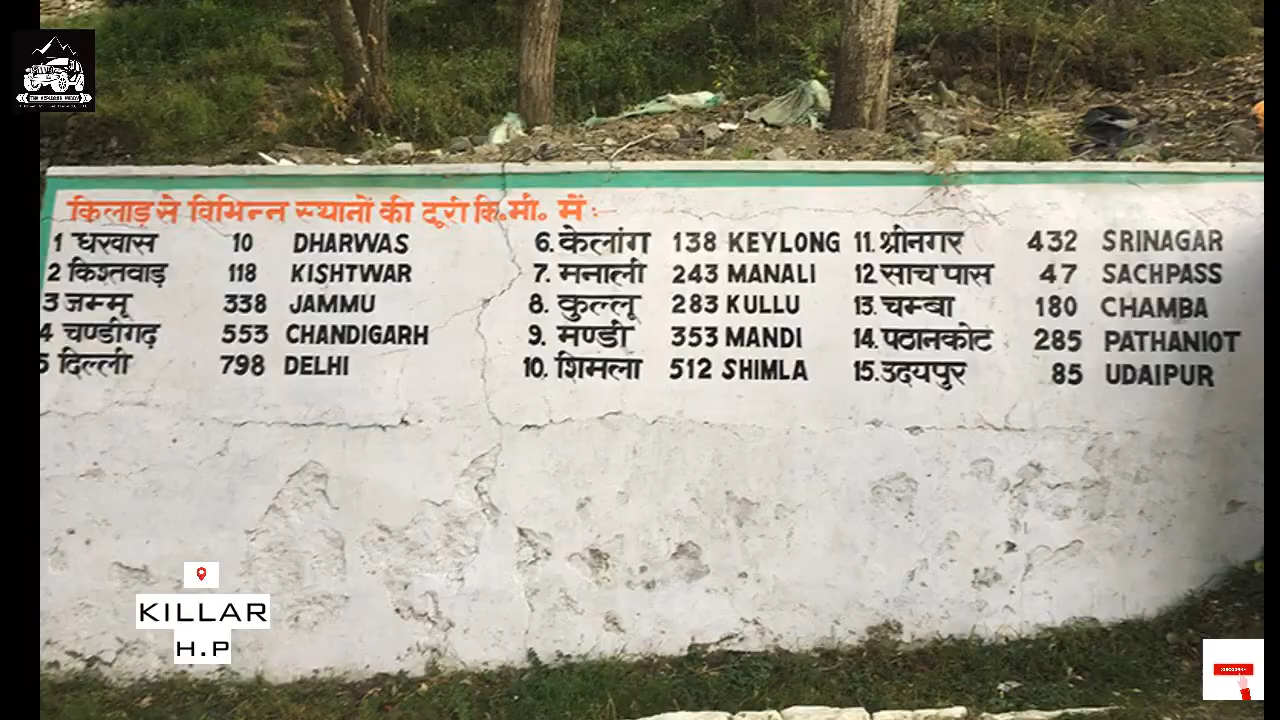 किलाड़ से विभिन्न स्थानों की दूरी कि.मी. में :-
1 धरवास 10 DHARWAS
2 किश्तवाड़ 118 KISHTWAR
3 जम्मू 338 JAMMU
4 चण्डीगढ़ 553 CHANDIGARH
5 दिल्ली 798 DELHI
6. केलांग 138 KEYLONG
7. मनाली 243 MANALI
8. कुल्लू 283 KULLU
9. मण्डी 353 MANDI
10. शिमला 512 SHIMLA
11. श्रीनगर 432 SRINAGAR
12 साच पास 47 SACHPASS
13. चम्बा 180 CHAMBA
14. पठानकोट 285 PATHANIOT
15. उदयपुर 85 UDAIPUR
KILLAR
H.P